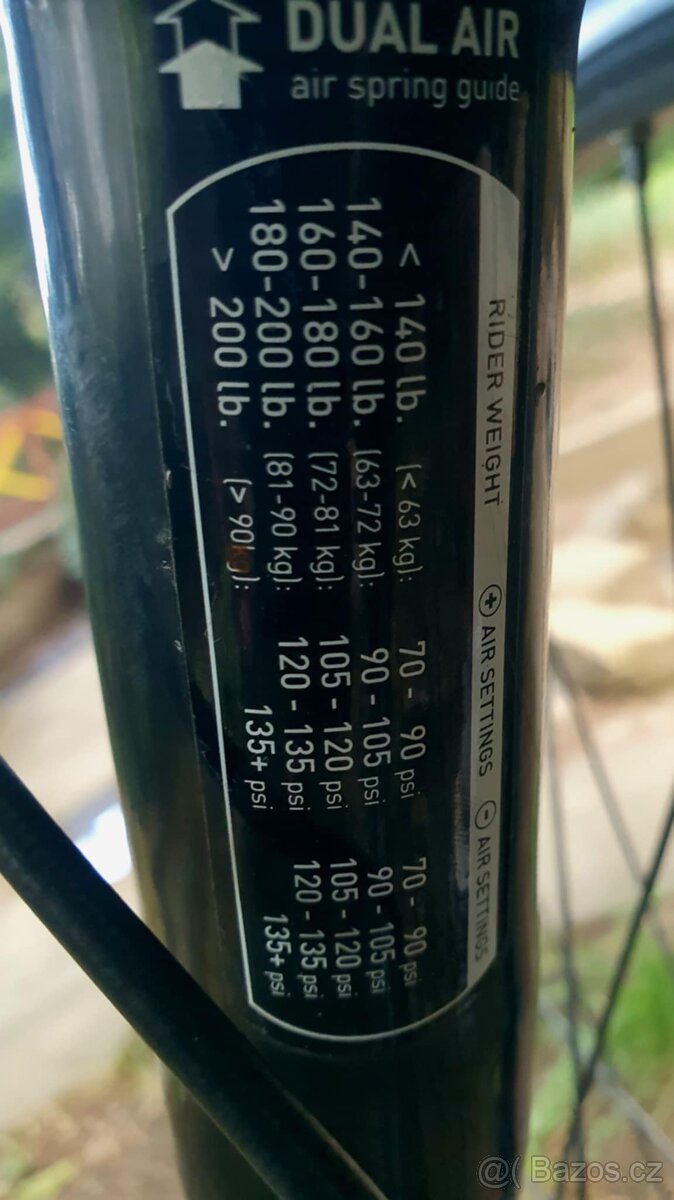 DUAL AIR
air spring guide
RIDER WEIGHT + AIR SETTINGS - AIR SETTINGS
< 140 lb. (< 63 kg): 70 - 90 psi 70 - 90 psi
140-160 lb. (63-72 kg): 90 - 105 psi 90 - 105 psi
160-180 lb. (72-81 kg): 105 - 120 psi 105 - 120 psi
180-200 lb. (81-90 kg): 120 - 135 psi 120 - 135 psi
> 200 lb. (> 90kg): 135+ psi 135+ psi
@( Bazos.cz